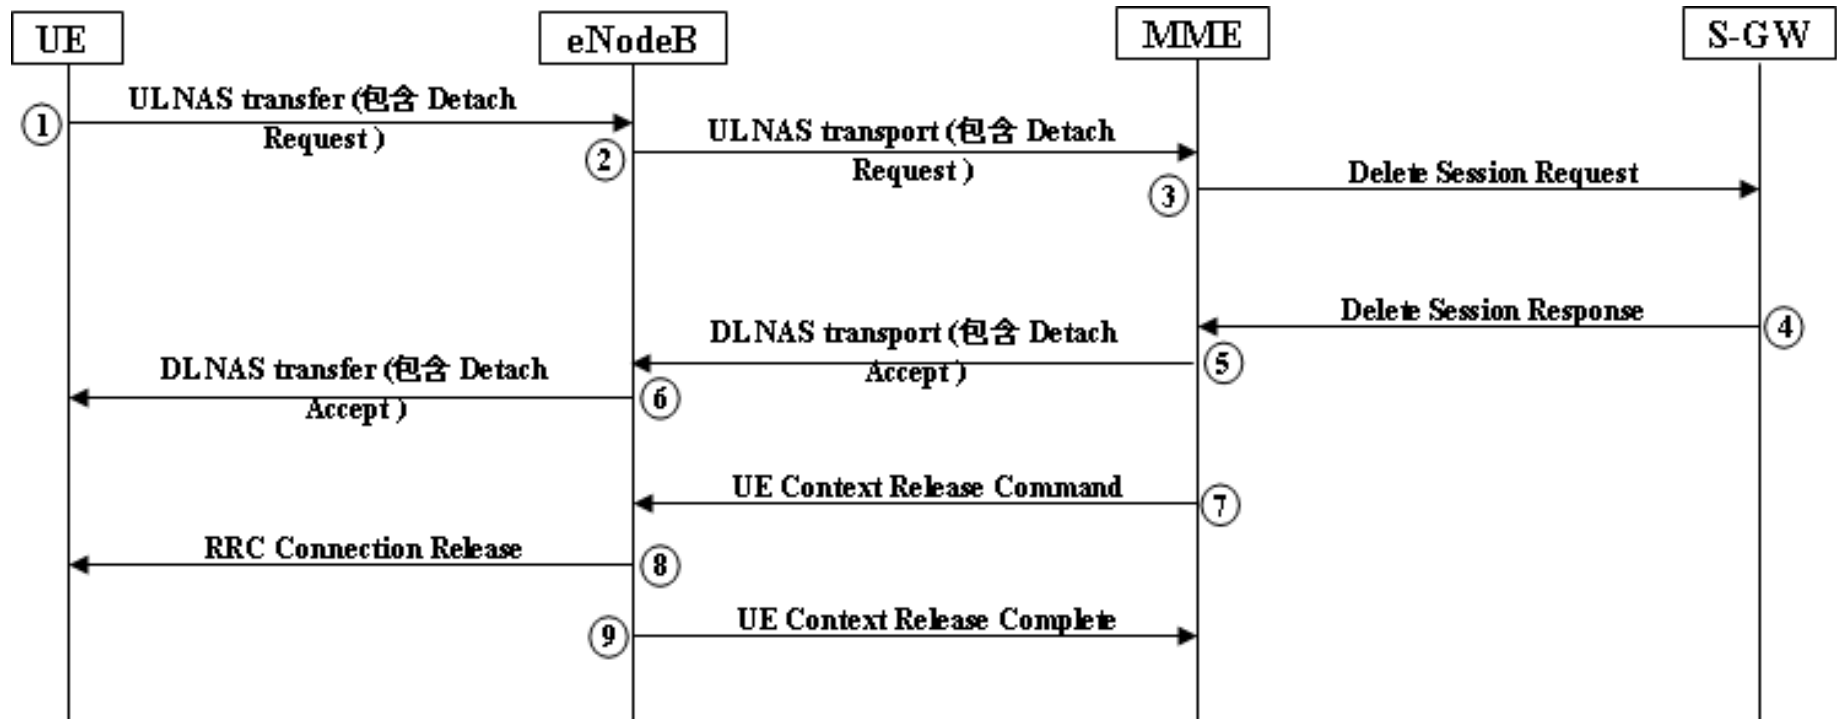 UE
eNodeB
MME
S-GW
UL NAS transfer (包含 Detach
Request )
①
UL NAS transport (包含 Detach
Request )
②
Delete Session Request
③
Delete Session Response
④
DL NAS transport (包含 Detach
Accept )
⑤
DL NAS transfer (包含 Detach
Accept )
⑥
UE Context Release Command
⑦
RRC Connection Release
⑧
UE Context Release Complete
⑨